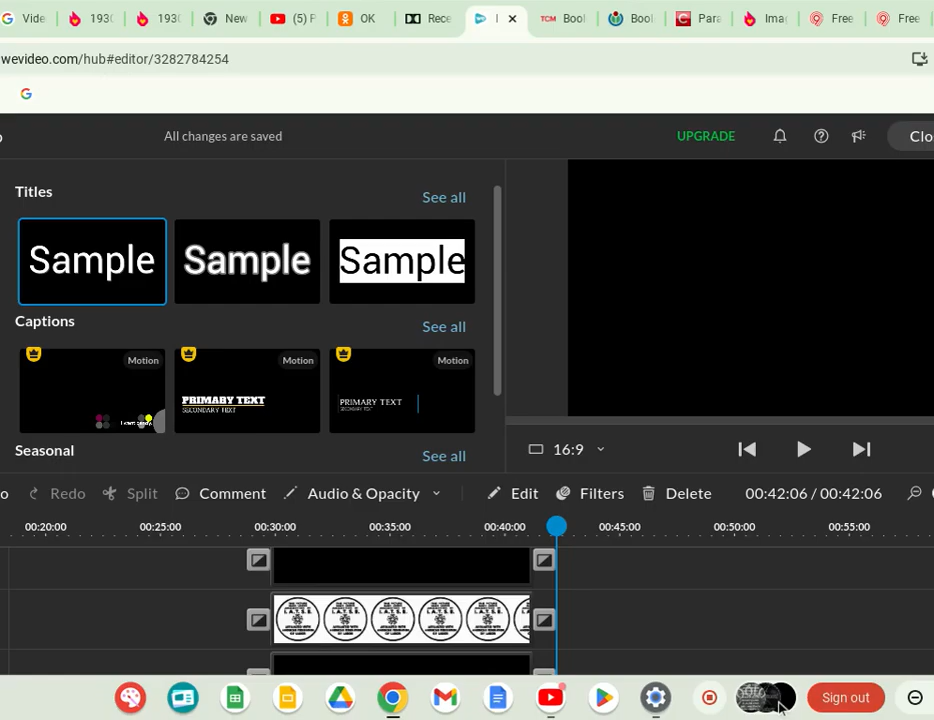 Vide
193(
193(
New
(5) F
OK
Rece
I
TCM Bool
Bool
Para
Imag
Free
Free
wevideo.com/hub#editor/3282784254
All changes are saved
UPGRADE
Clo
Titles
See all
Sample
Sample
Sample
Captions
See all
Motion
Motion
Motion
PRIMARY TEXT
SECONDARY TEXT
PRIMARY TEXT
SECONDARY TEXT
Seasonal
See all
16:9
o
Redo
Split
Comment
Audio & Opacity
Edit
Filters
Delete
00:42:06 / 00:42:06
00:20:00
00:25:00
00:30:00
00:35:00
00:40:00
00:45:00
00:50:00
00:55:00
I.A.T.S.E.
I.A.T.S.E.
I.A.T.S.E.
I.A.T.S.E.
I.A.T.S.E.
Sign out